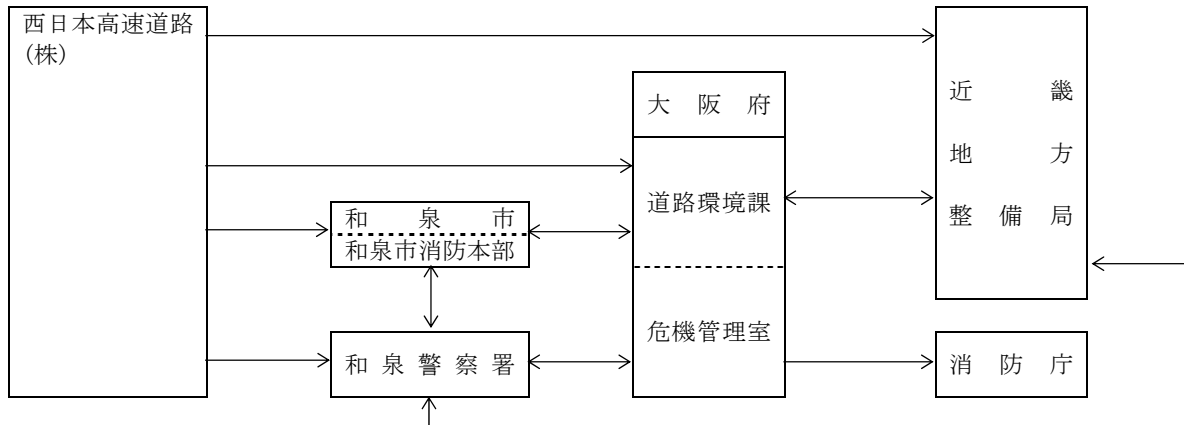 西日本高速道路
(株)
大阪府
道路環境課
危機管理室
和泉市
和泉市消防本部
和泉警察署
近畿
地方
整備局
消防庁